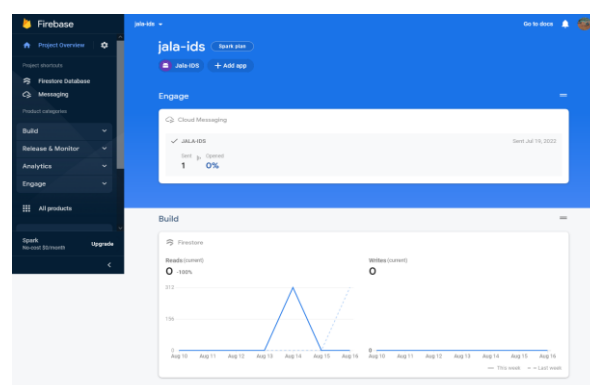 Firebase
Project Overview
Project shortcuts
Firestore Database
Messaging
Product categories
Build
Release & Monitor
Analytics
Engage
All products
Spark
No-cost $0/month
Upgrade
jala-ids
Go to docs
jala-ids
Spark plan
Jala-IDS
+ Add app
Engage
Cloud Messaging
JALA-IDS
Sent Jul 19, 2022
Sent
1
Opened
0%
Build
Firestore
Reads (current)
0 -100%
Writes (current)
0
312
156
0
Aug 10 Aug 11 Aug 12 Aug 13 Aug 14 Aug 15 Aug 16
0
Aug 10 Aug 11 Aug 12 Aug 13 Aug 14 Aug 15 Aug 16
This week Last week